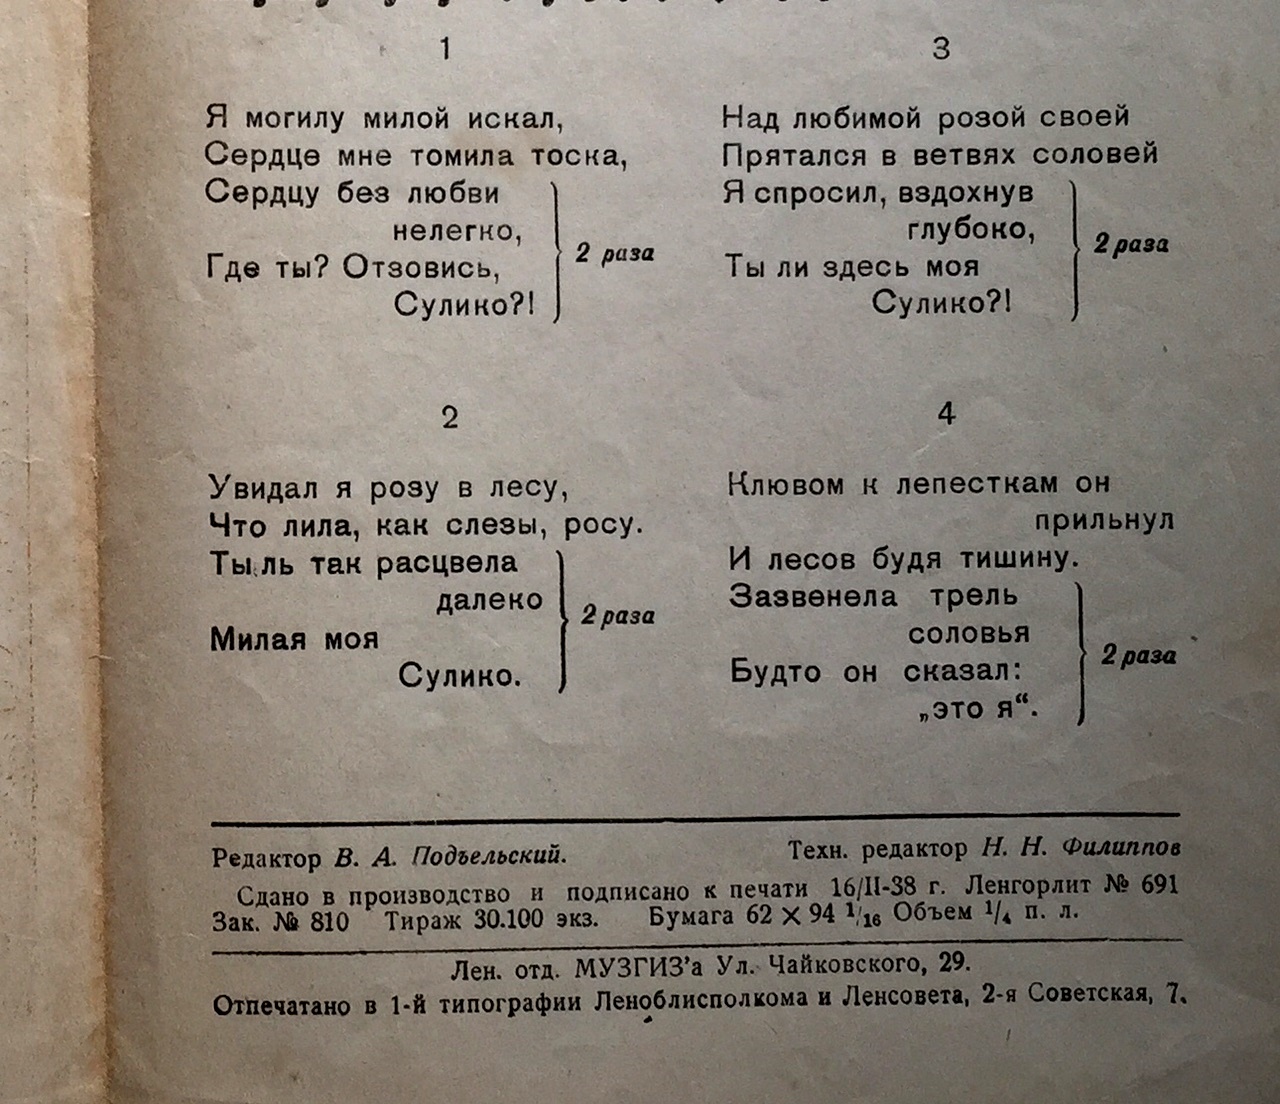 1
Я могилу милой искал,
Сердце мне томила тоска,
Сердцу без любви
нелегко,
Где ты? Отзовись,
Сулико?!
2 раза
2
Увидал я розу в лесу,
Что лила, как слезы, росу.
Ты ль так расцвела
далеко
Милая моя
Сулико.
2 раза
3
Над любимой розой своей
Прятался в ветвях соловей
Я спросил, вздохнув
глубоко,
Ты ли здесь моя
Сулико?!
2 раза
4
Клювом к лепесткам он
прильнул
И лесов будя тишину.
Зазвенела трель
соловья
Будто он сказал:
„это я“.
2 раза
Редактор В. А. Подъельский. Техн. редактор Н. Н. Филиппов
Сдано в производство и подписано к печати 16/II-38 г. Ленгорлит № 691
Зак. № 810 Тираж 30.100 экз. Бумага 62 X 94 1/16 Объем 1/4 п. л.
Лен. отд. МУЗГИЗ'а Ул. Чайковского, 29.
Отпечатано в 1-й типографии Леноблисполкома и Ленсовета, 2-я Советская, 7.